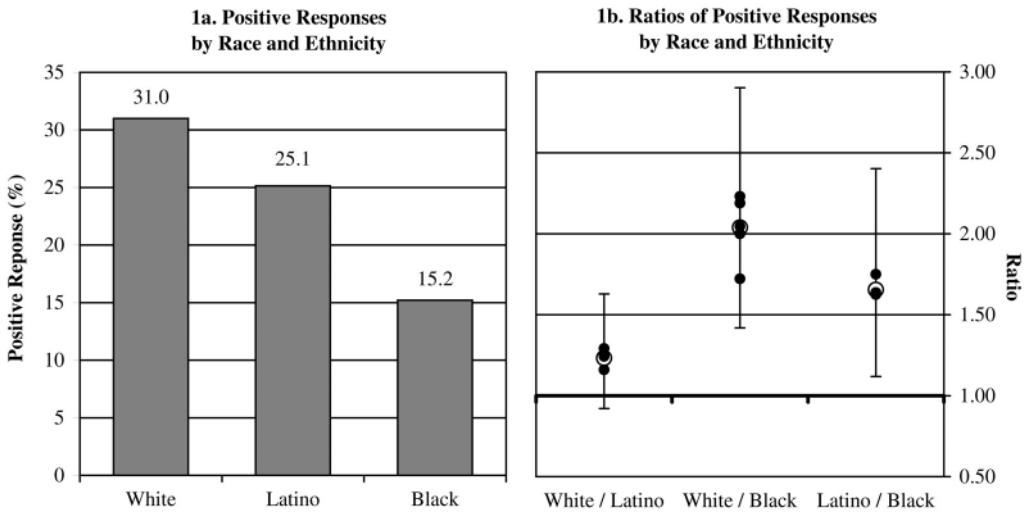 1a. Positive Responses
by Race and Ethnicity
35
30
25
20
15
10
5
0
Positive Reponse (%)
31.0
25.1
15.2
White
Latino
Black
1b. Ratios of Positive Responses
by Race and Ethnicity
3.00
2.50
2.00
1.50
1.00
0.50
Ratio
White / Latino
White / Black
Latino / Black